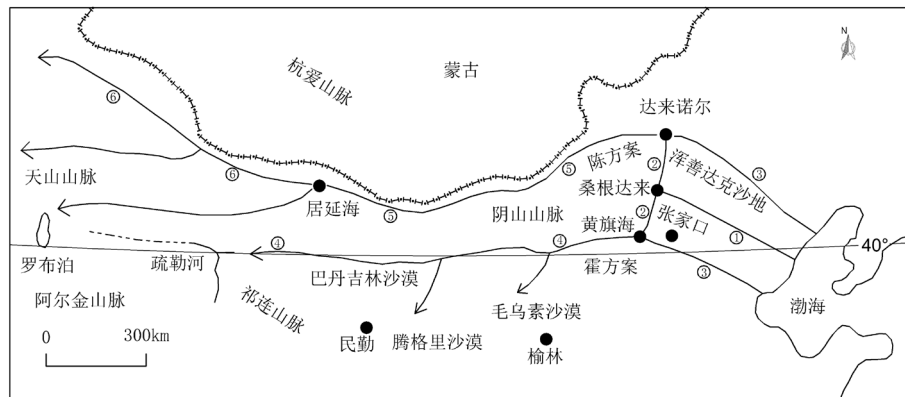 N
蒙古
杭爱山脉
达来诺尔
⑥
②
③
陈方案
浑善达克沙地
⑤
⑥
天山山脉
桑根达来
居延海
⑤
阴山山脉
②
黄旗海
张家口
①
④
④
40°
罗布泊
疏勒河
巴丹吉林沙漠
霍方案
③
阿尔金山脉
祁连山脉
毛乌素沙漠
渤海
0 300km
民勤
腾格里沙漠
榆林